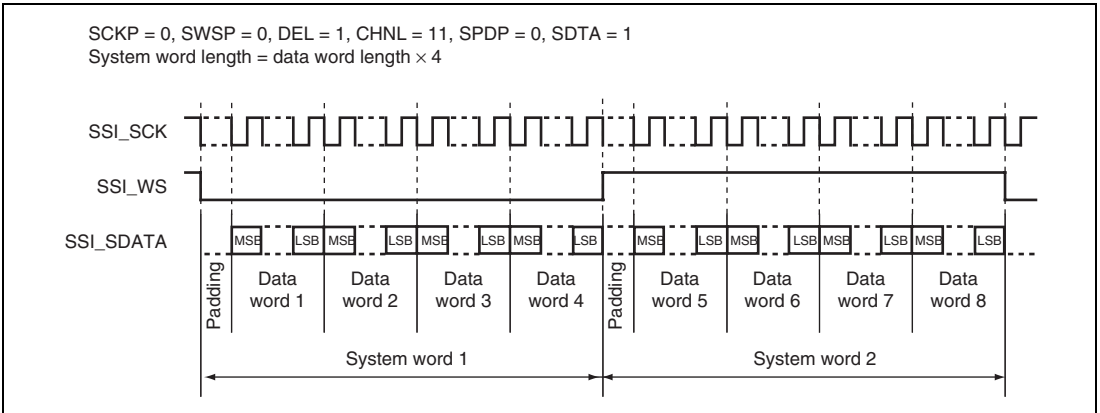 SCKP = 0, SWSP = 0, DEL = 1, CHNL = 11, SPDP = 0, SDTA = 1
System word length = data word length × 4
SSI_SCK
SSI_WS
SSI_SDATA
MSB LSB MSB LSB MSB LSB MSB LSB MSB LSB MSB LSB MSB LSB MSB LSB
Padding Data word 1 Data word 2 Data word 3 Data word 4 Padding Data word 5 Data word 6 Data word 7 Data word 8
System word 1 System word 2